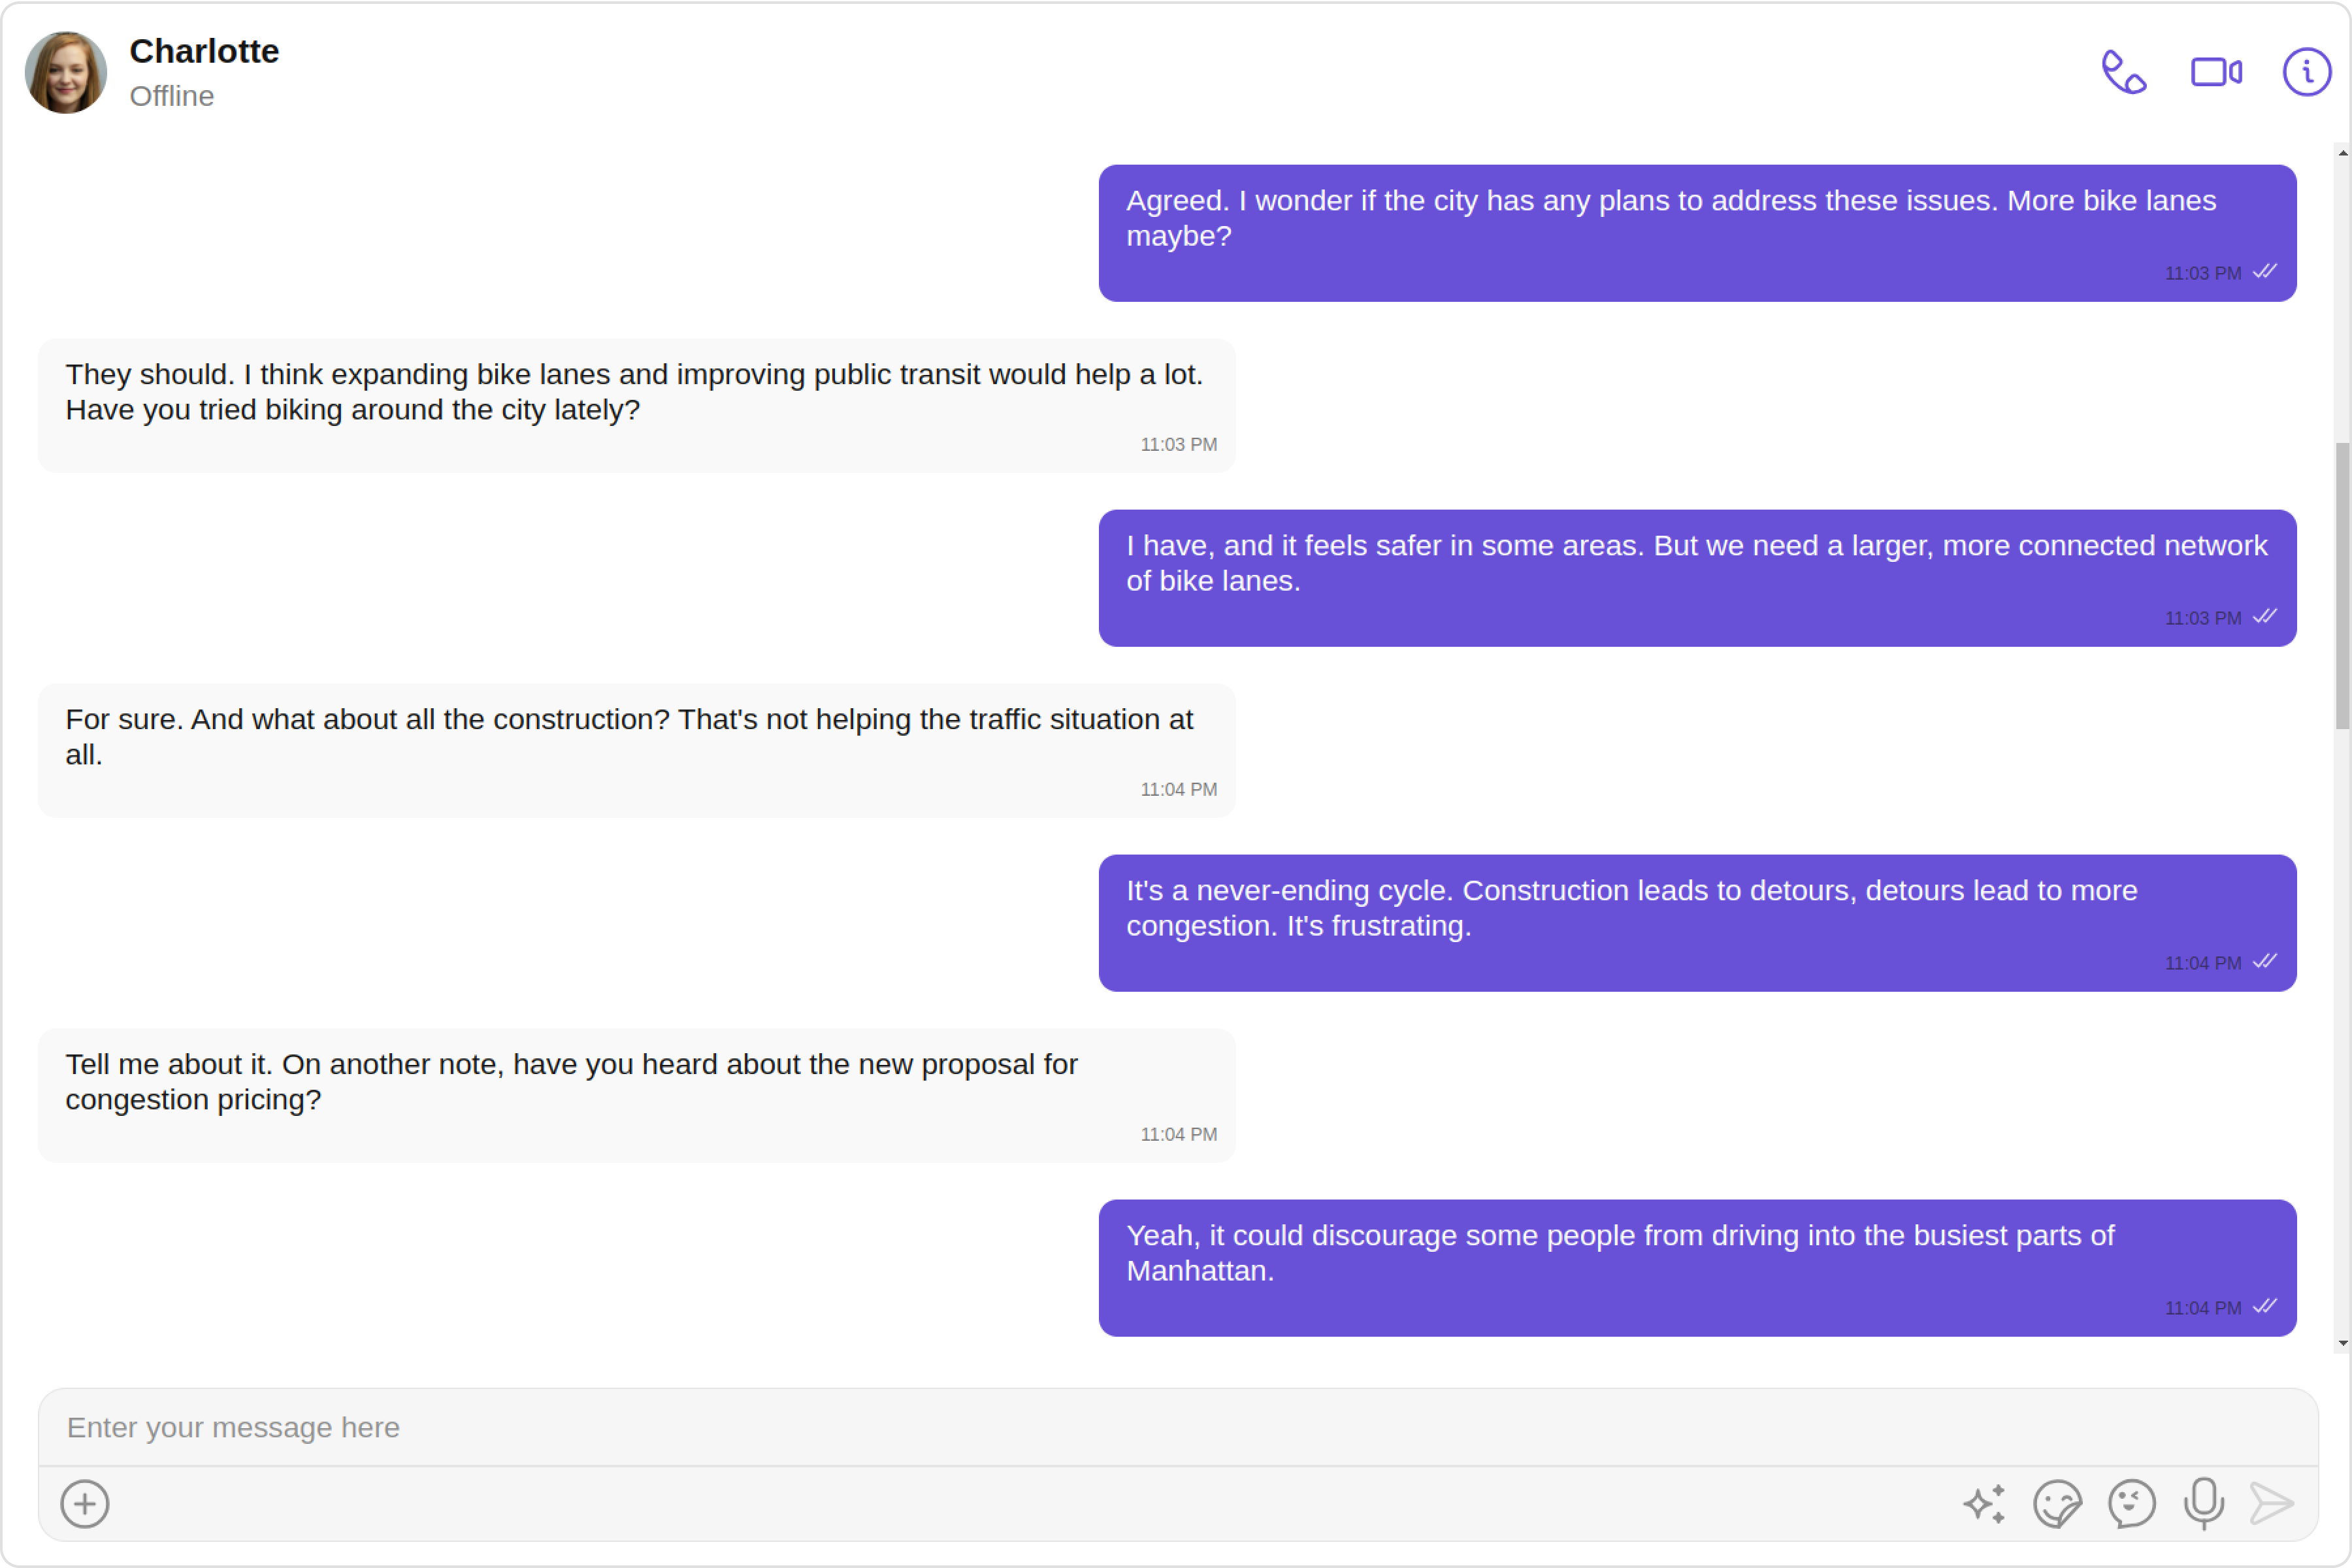 Charlotte
Offline
Agreed. I wonder if the city has any plans to address these issues. More bike lanes
maybe?
11:03 PM
They should. I think expanding bike lanes and improving public transit would help a lot.
Have you tried biking around the city lately?
11:03 PM
I have, and it feels safer in some areas. But we need a larger, more connected network
of bike lanes.
11:03 PM
For sure. And what about all the construction? That's not helping the traffic situation at
all.
11:04 PM
It's a never-ending cycle. Construction leads to detours, detours lead to more
congestion. It's frustrating.
11:04 PM
Tell me about it. On another note, have you heard about the new proposal for
congestion pricing?
11:04 PM
Yeah, it could discourage some people from driving into the busiest parts of
Manhattan.
11:04 PM
Enter your message here